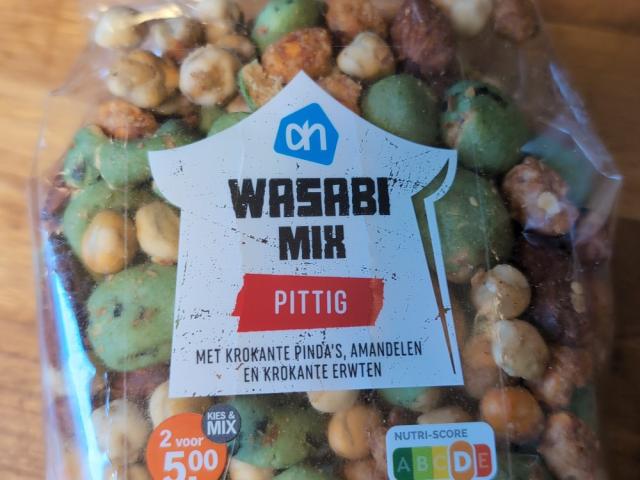 ah
WASABI
MIX
PITTIG
MET KROKANTE PINDA'S, AMANDELEN
EN KROKANTE ERWTEN
KIES &
MIX
2 voor
5.00
NUTRI-SCORE
A B C D E